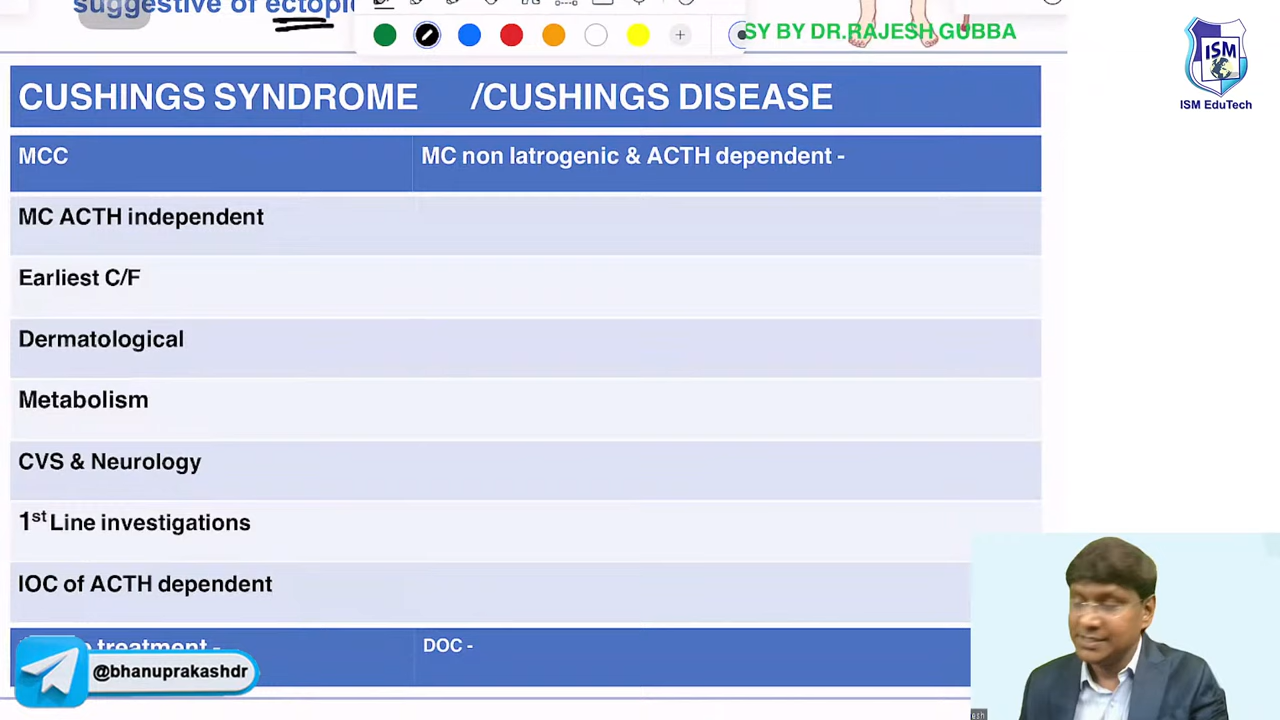 suggestive of ectopic
SY BY DR.RAJESH GUBBA
ISM
ISM EduTech
CUSHINGS SYNDROME /CUSHINGS DISEASE
MCC
MC non Iatrogenic & ACTH dependent -
MC ACTH independent
Earliest C/F
Dermatological
Metabolism
CVS & Neurology
1st Line investigations
IOC of ACTH dependent
treatment -
DOC -
@bhanuprakashdr